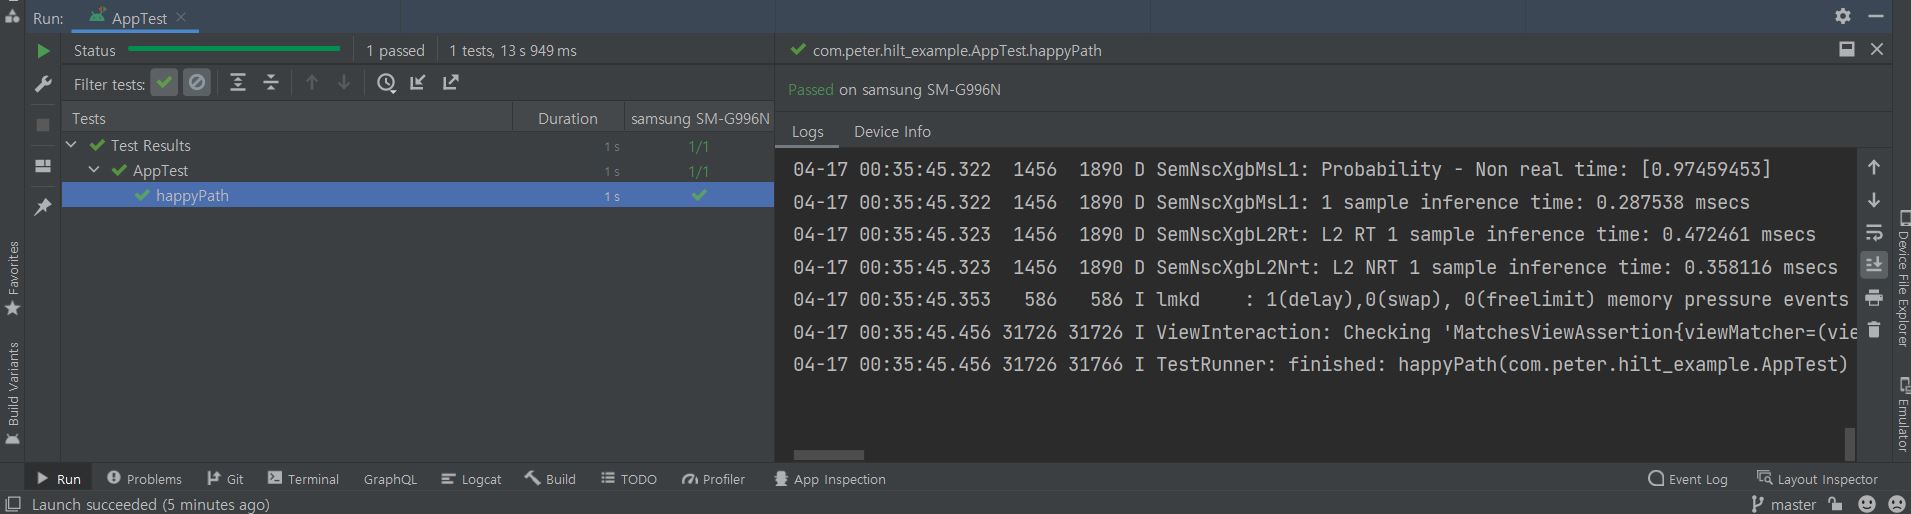 Run: AppTest
Status 1 passed 1 tests, 13 s 949 ms
com.peter.hilt_example.AppTest.happyPath
Filter tests:
Passed on samsung SM-G996N
Tests Duration samsung SM-G996N
Logs Device Info
Test Results 1 s 1/1
AppTest 1 s 1/1
happyPath 1 s
04-17 00:35:45.322 1456 1890 D SemNscXgbMsL1: Probability - Non real time: [0.97459453]
04-17 00:35:45.322 1456 1890 D SemNscXgbMsL1: 1 sample inference time: 0.287538 msecs
04-17 00:35:45.323 1456 1890 D SemNscXgbL2Rt: L2 RT 1 sample inference time: 0.472461 msecs
04-17 00:35:45.323 1456 1890 D SemNscXgbL2Nrt: L2 NRT 1 sample inference time: 0.358116 msecs
04-17 00:35:45.353 586 586 I lmkd : 1(delay),0(swap), 0(freelimit) memory pressure events
04-17 00:35:45.456 31726 31726 I ViewInteraction: Checking 'MatchesViewAssertion{viewMatcher=(vie
04-17 00:35:45.456 31726 31766 I TestRunner: finished: happyPath(com.peter.hilt_example.AppTest)
Favorites
Build Variants
Device File Explorer
Emulator
Run Problems Git Terminal GraphQL Logcat Build TODO Profiler App Inspection Event Log Layout Inspector
Launch succeeded (5 minutes ago) master